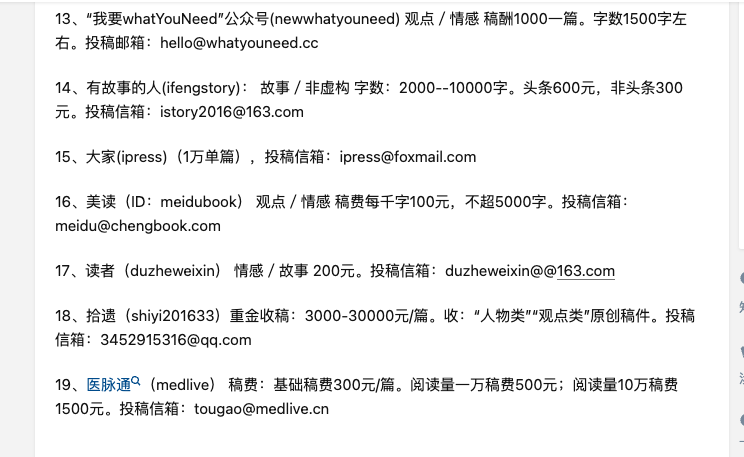 13、“我要whatYouNeed”公众号(newwhatyouneed) 观点 / 情感 稿酬1000一篇。字数1500字左
右。投稿邮箱：hello@whatyouneed.cc
14、有故事的人(ifengstory)： 故事 / 非虚构 字数：2000--10000字。头条600元，非头条300
元。投稿信箱：istory2016@163.com
15、大家(ipress)（1万单篇），投稿信箱：ipress@foxmail.com
16、美读（ID：meidubook） 观点 / 情感 稿费每千字100元，不超5000字。投稿信箱：
meidu@chengbook.com
17、读者（duzheweixin） 情感 / 故事 200元。投稿信箱：duzheweixin@@163.com
18、拾遗（shiyi201633）重金收稿：3000-30000元/篇。收：“人物类”“观点类”原创稿件。投稿
信箱：3452915316@qq.com
19、医脉通（medlive） 稿费：基础稿费300元/篇。阅读量一万稿费500元；阅读量10万稿费
1500元。投稿信箱：tougao@medlive.cn